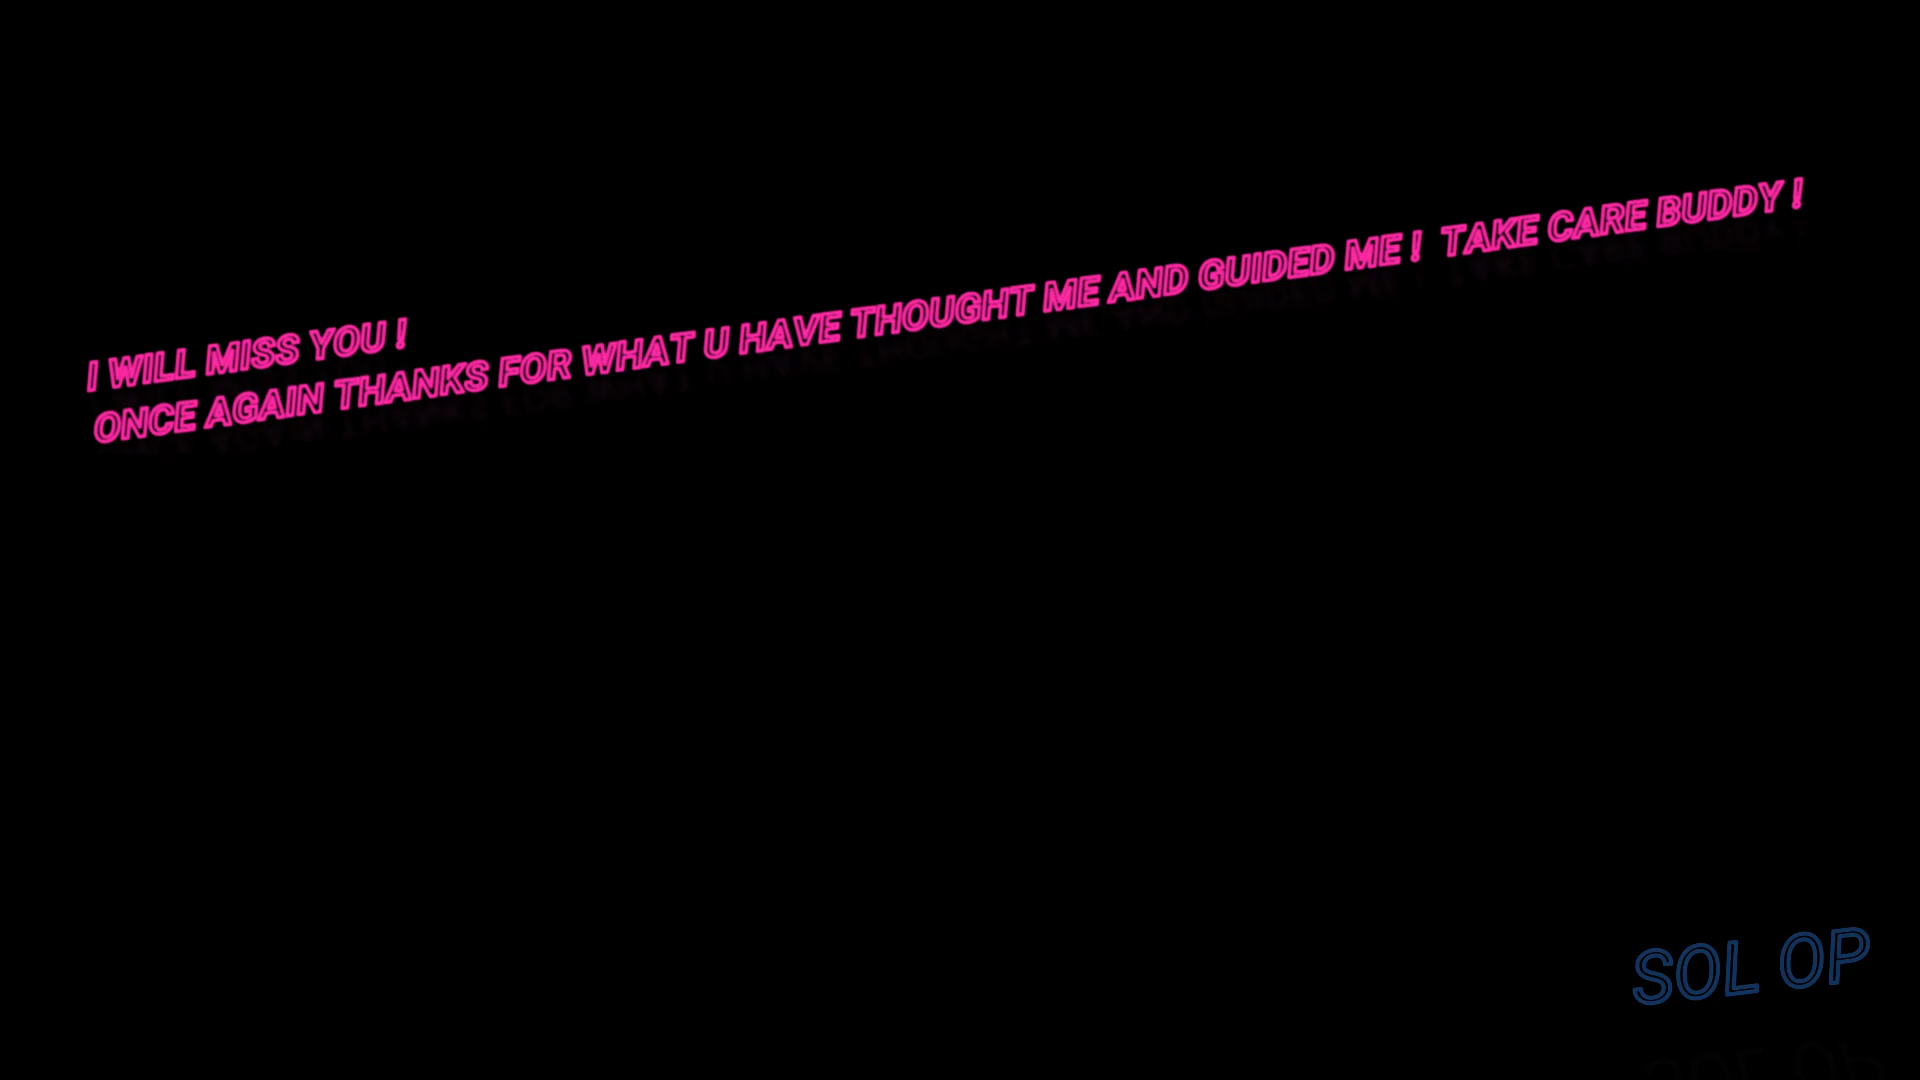 I WILL MISS YOU !
ONCE AGAIN THANKS FOR WHAT U HAVE THOUGHT ME AND GUIDED ME ! TAKE CARE BUDDY !
SOL OP